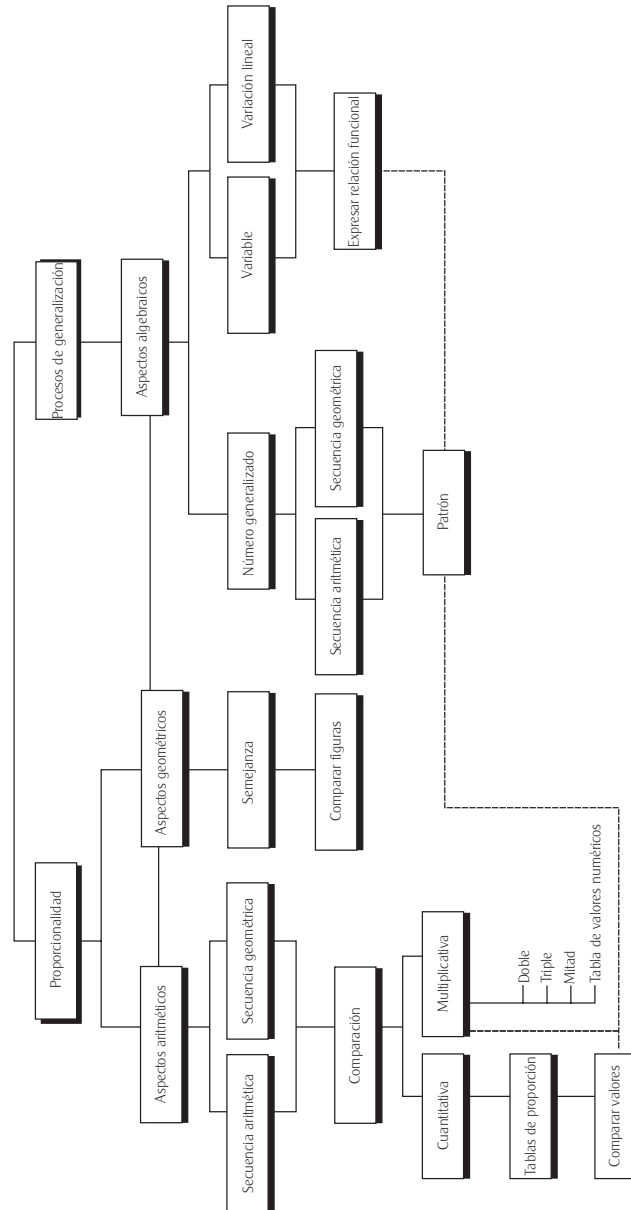 Proporcionalidad
Procesos de generalización
Aspectos aritméticos
Aspectos geométricos
Aspectos algebraicos
Secuencia aritmética
Secuencia geométrica
Semejanza
Número generalizado
Variable
Variación lineal
Comparación
Comparar figuras
Secuencia aritmética
Secuencia geométrica
Expresar relación funcional
Cuantitativa
Multiplicativa
Patrón
Doble
Triple
Mitad
Tabla de valores numéricos
Tablas de proporción
Comparar valores